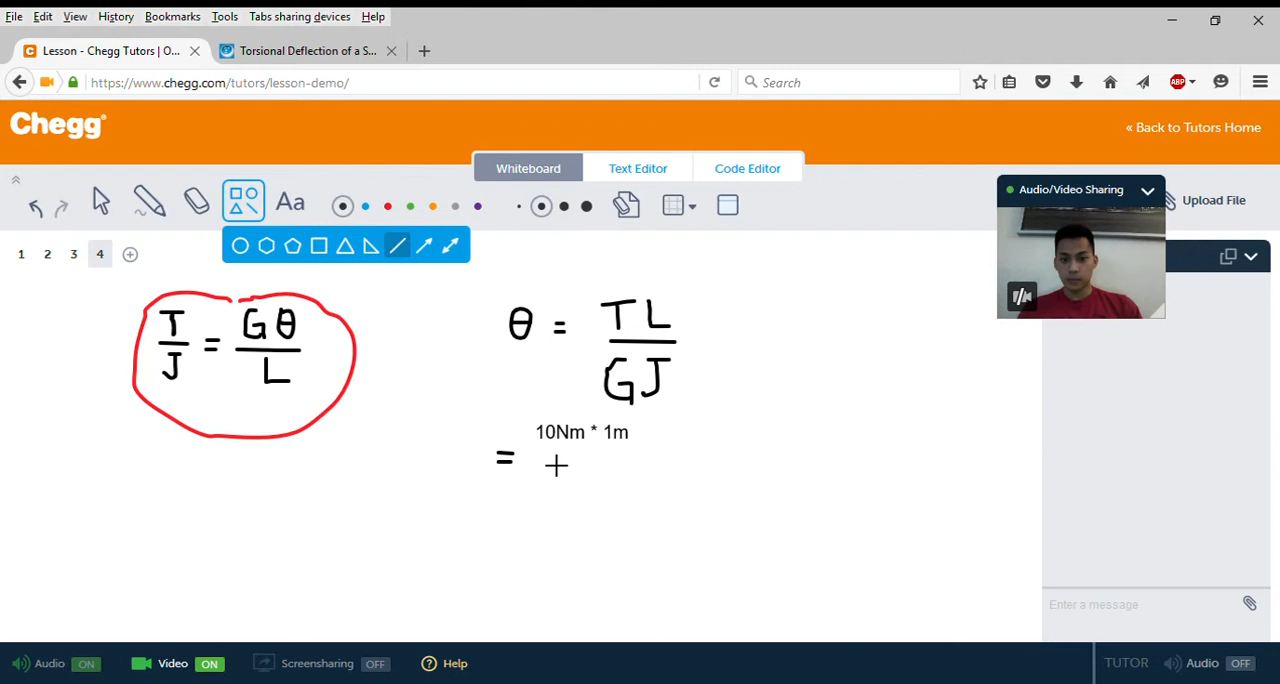 File Edit View History Bookmarks Tools Tabs sharing devices Help
Lesson - Chegg Tutors | O...
Torsional Deflection of a S...
https://www.chegg.com/tutors/lesson-demo/
Search
ABP
Chegg
« Back to Tutors Home
Whiteboard Text Editor Code Editor
Aa
Audio/Video Sharing
Upload File
1 2 3 4
T/J = Gθ/L
θ = TL/GJ
= 10Nm * 1m
Enter a message
Audio ON Video ON Screensharing OFF ? Help
TUTOR Audio OFF